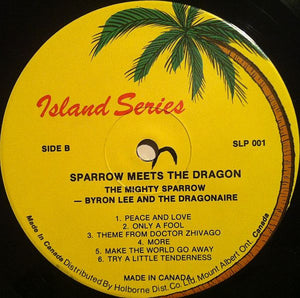 Island Series
SIDE B
SLP 001
SPARROW MEETS THE DRAGON
THE MIGHTY SPARROW
— BYRON LEE AND THE DRAGONAIRE
1. PEACE AND LOVE
2. ONLY A FOOL
3. THEME FROM DOCTOR ZHIVAGO
4. MORE
5. MAKE THE WORLD GO AWAY
6. TRY A LITTLE TENDERNESS
MADE IN CANADA
Made In Canada Distributed By Holborne Dist. Co. Ltd. Mount Albert Ont. Canada